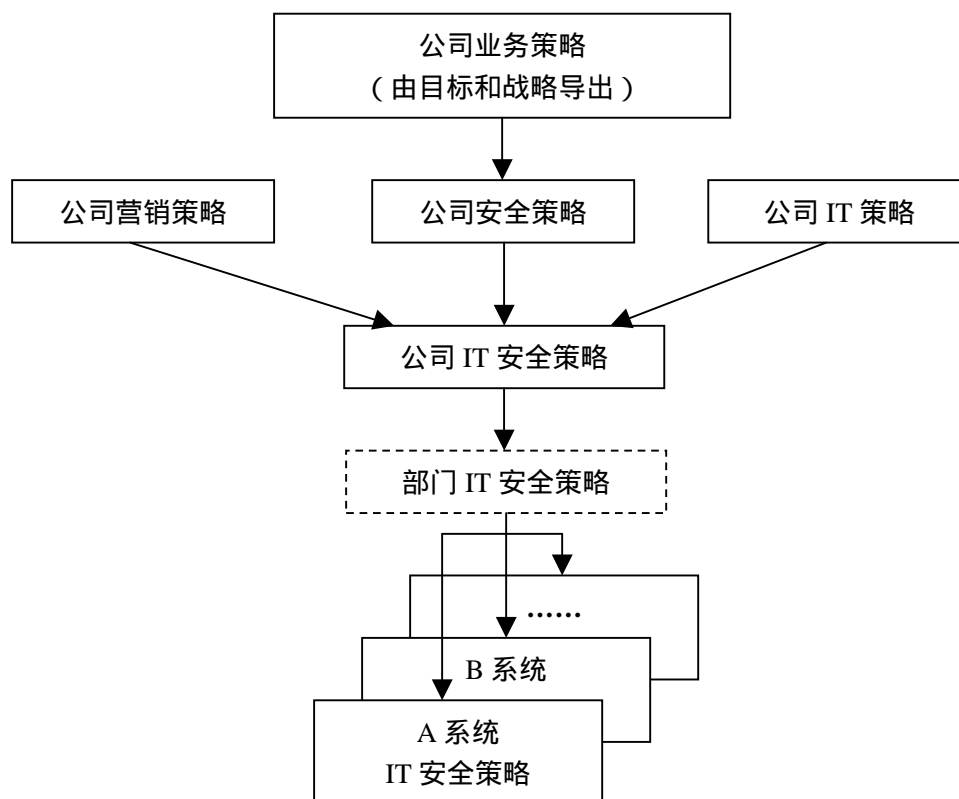 公司业务策略
（由目标和战略导出）
公司营销策略
公司安全策略
公司 IT 策略
公司 IT 安全策略
部门 IT 安全策略
……
B 系统
A 系统
IT 安全策略